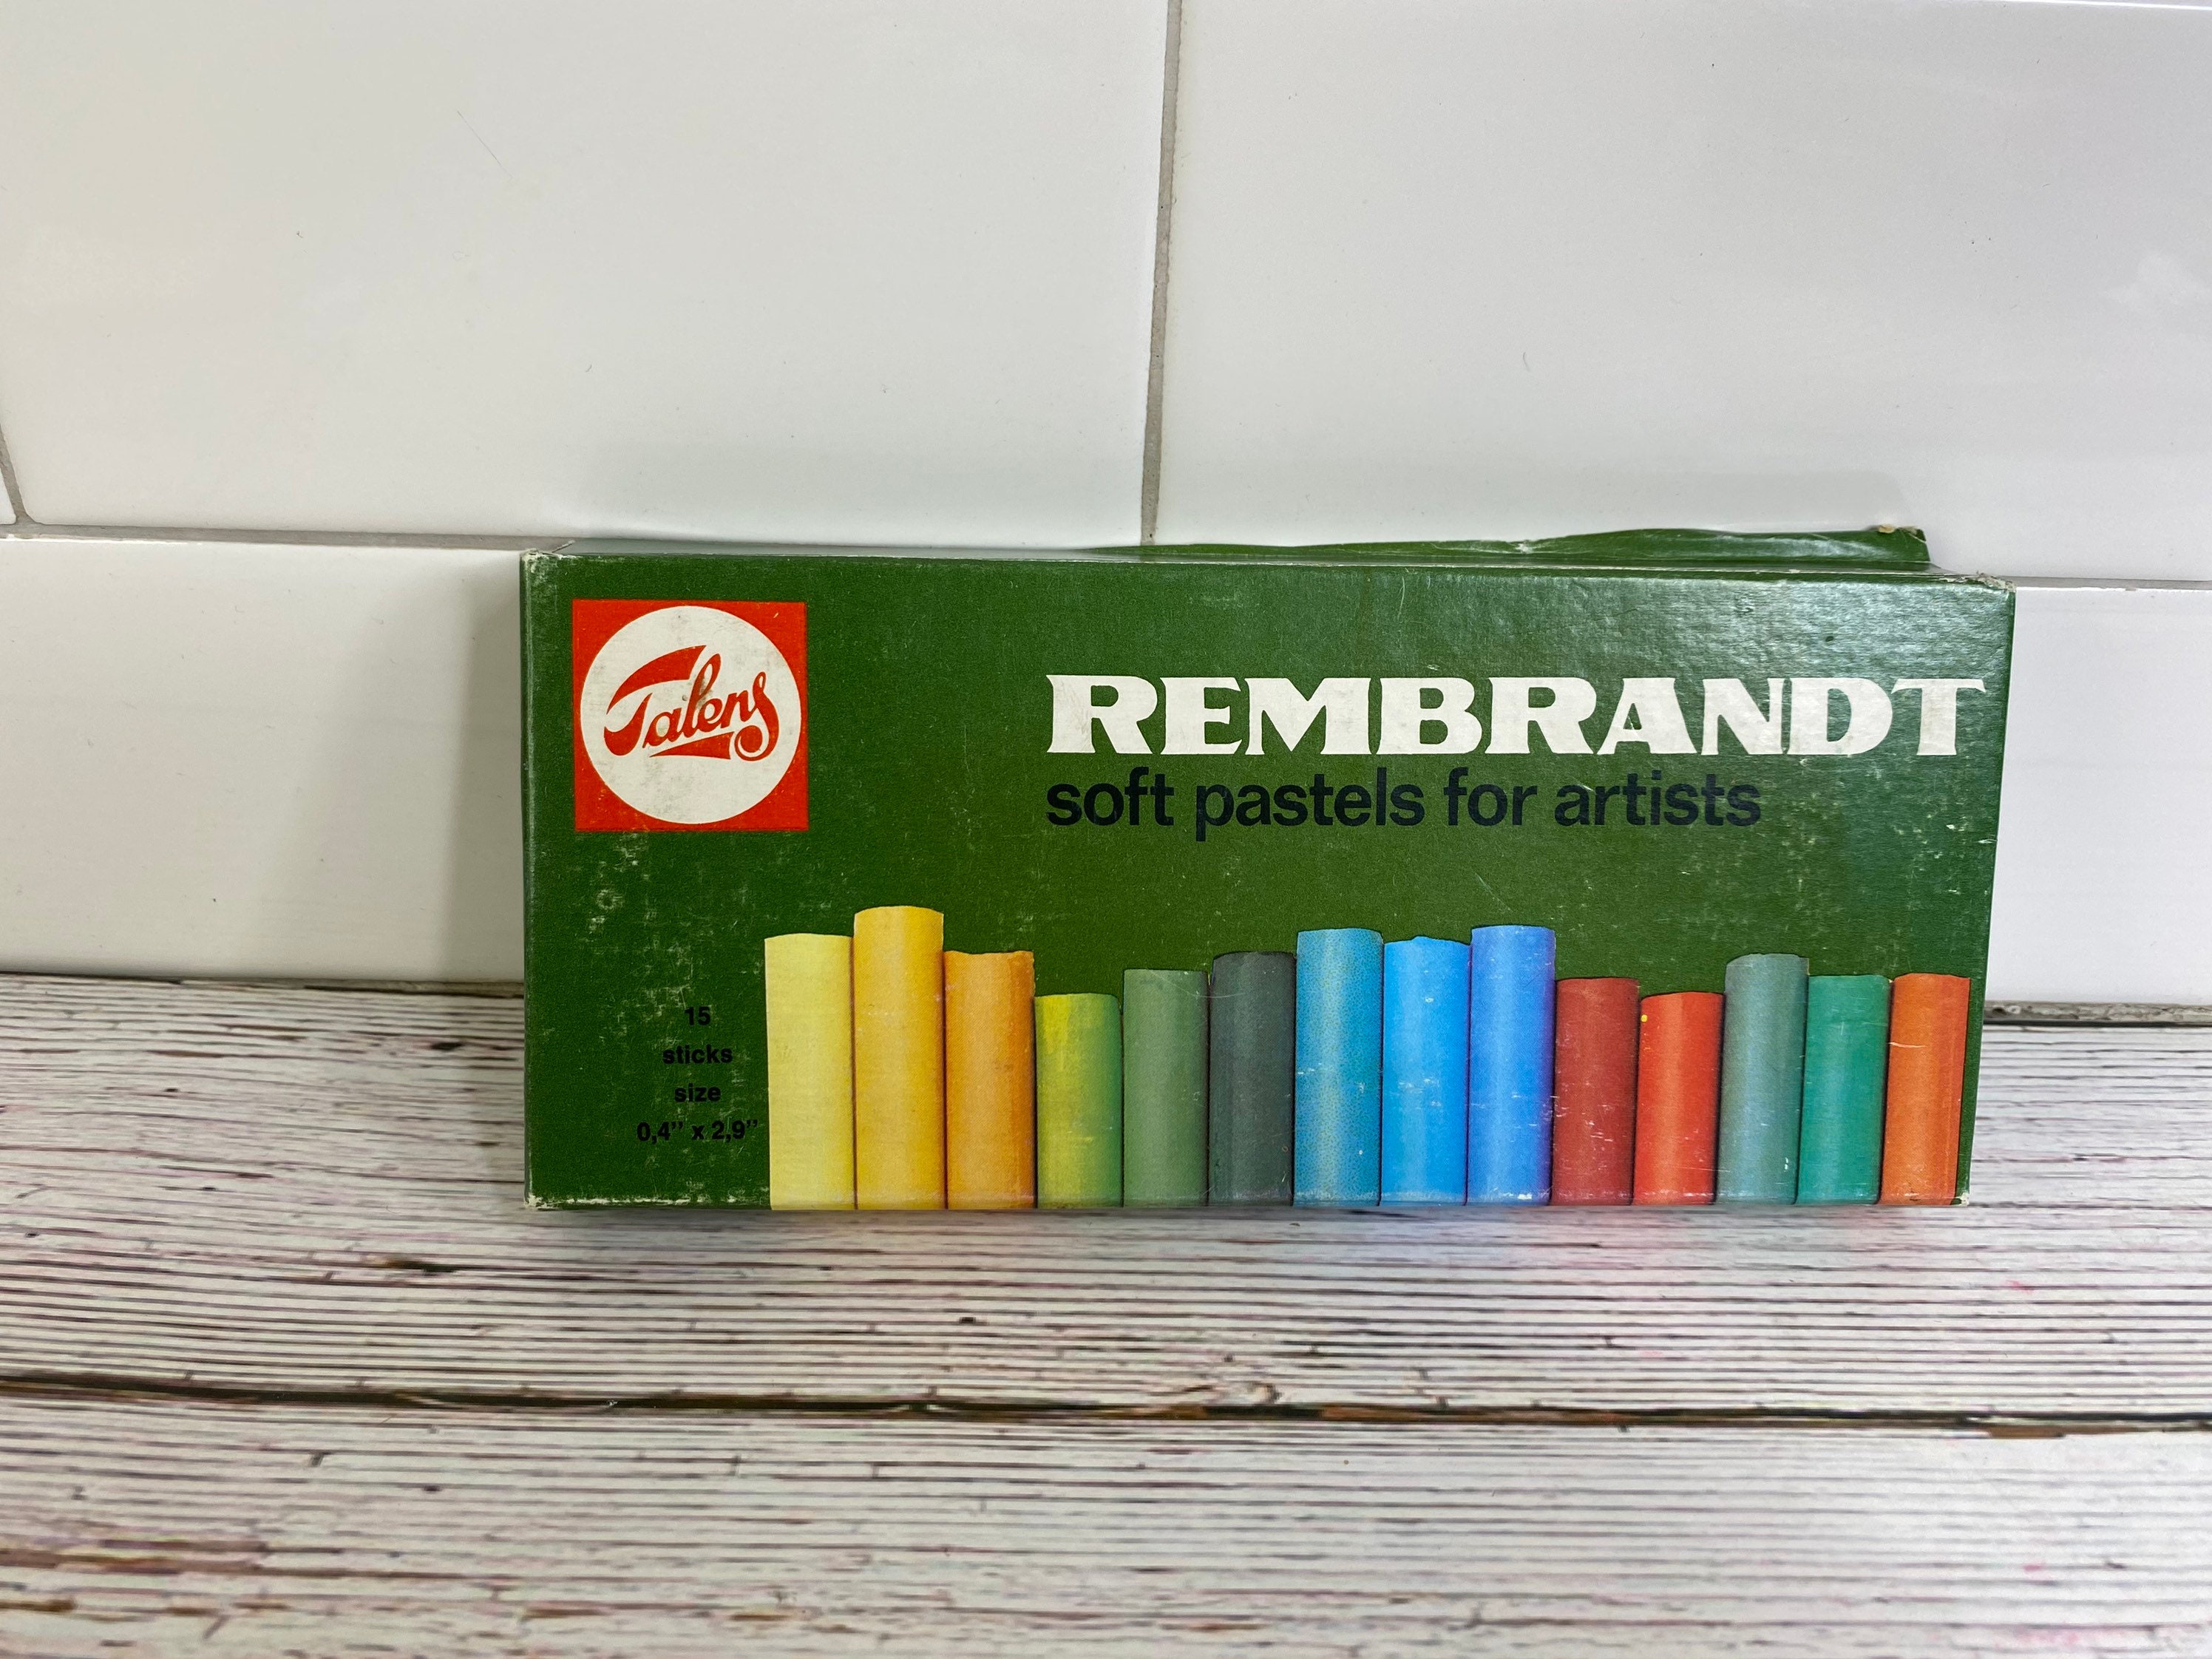 Talens
REMBRANDT
soft pastels for artists
15
sticks
size
0,4" x 2,9"